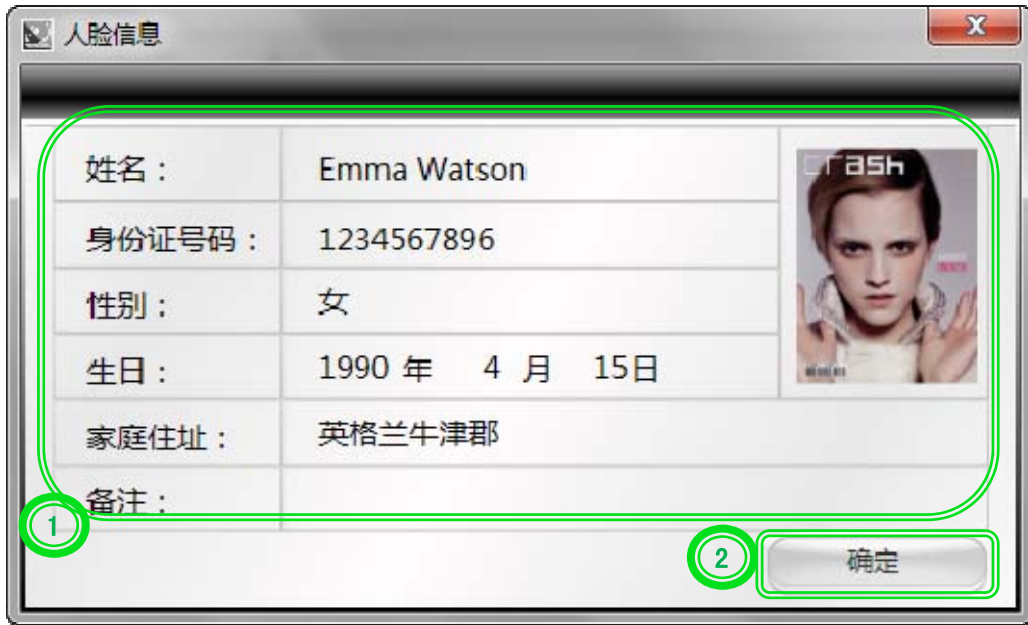 人脸信息
姓名： Emma Watson
crash
身份证号码： 1234567896
性别： 女
生日： 1990 年 4 月 15日
家庭住址： 英格兰牛津郡
备注：
1
2 确定